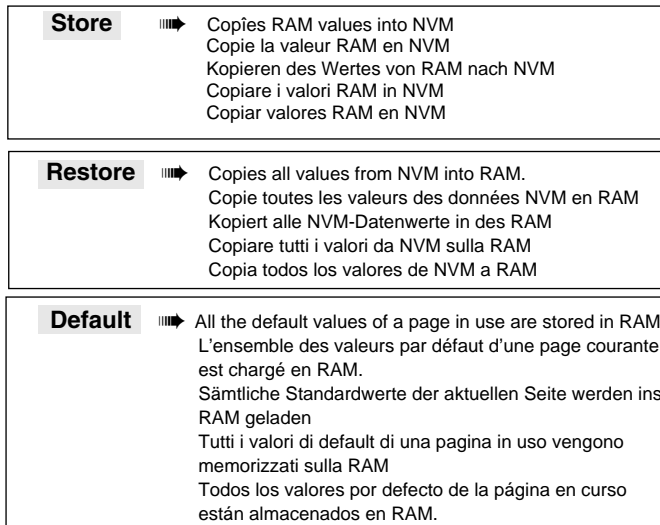 Store ➠ Copîes RAM values into NVM
Copie la valeur RAM en NVM
Kopieren des Wertes von RAM nach NVM
Copiare i valori RAM in NVM
Copiar valores RAM en NVM
Restore ➠ Copies all values from NVM into RAM.
Copie toutes les valeurs des données NVM en RAM
Kopiert alle NVM-Datenwerte in des RAM
Copiare tutti i valori da NVM sulla RAM
Copia todos los valores de NVM a RAM
Default ➠ All the default values of a page in use are stored in RAM
L’ensemble des valeurs par défaut d’une page courante
est chargé en RAM.
Sämtliche Standardwerte der aktuellen Seite werden ins
RAM geladen
Tutti i valori di default di una pagina in uso vengono
memorizzati sulla RAM
Todos los valores por defecto de la página en curso
están almacenados en RAM.